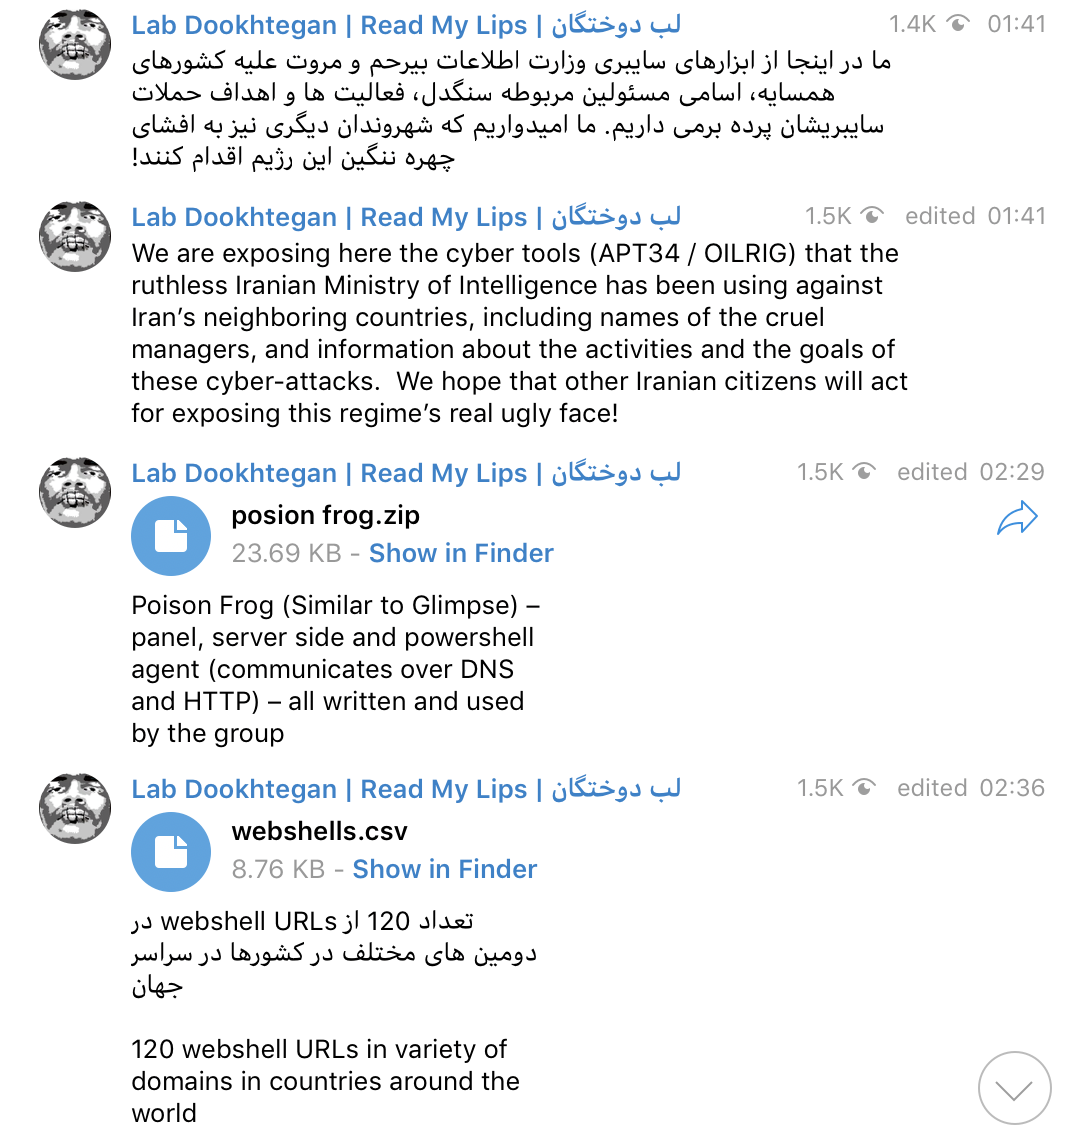 Lab Dookhtegan | Read My Lips | لب دوختگان 1.4K 01:41
ما در اینجا از ابزارهای سایبری وزارت اطلاعات بیرحم و مروت علیه کشورهای
همسایه، اسامی مسئولین مربوطه سنگدل، فعالیت ها و اهداف حملات
سایبریشان پرده برمی داریم. ما امیدواریم که شهروندان دیگری نیز به افشای
چهره ننگین این رژیم اقدام کنند!
Lab Dookhtegan | Read My Lips | لب دوختگان 1.5K edited 01:41
We are exposing here the cyber tools (APT34 / OILRIG) that the
ruthless Iranian Ministry of Intelligence has been using against
Iran’s neighboring countries, including names of the cruel
managers, and information about the activities and the goals of
these cyber-attacks.  We hope that other Iranian citizens will act
for exposing this regime’s real ugly face!
Lab Dookhtegan | Read My Lips | لب دوختگان 1.5K edited 02:29
posion frog.zip
23.69 KB - Show in Finder
Poison Frog (Similar to Glimpse) –
panel, server side and powershell
agent (communicates over DNS
and HTTP) – all written and used
by the group
Lab Dookhtegan | Read My Lips | لب دوختگان 1.5K edited 02:36
webshells.csv
8.76 KB - Show in Finder
تعداد 120 از webshell URLs در
دومین های مختلف در کشورها در سراسر
جهان
120 webshell URLs in variety of
domains in countries around the
world